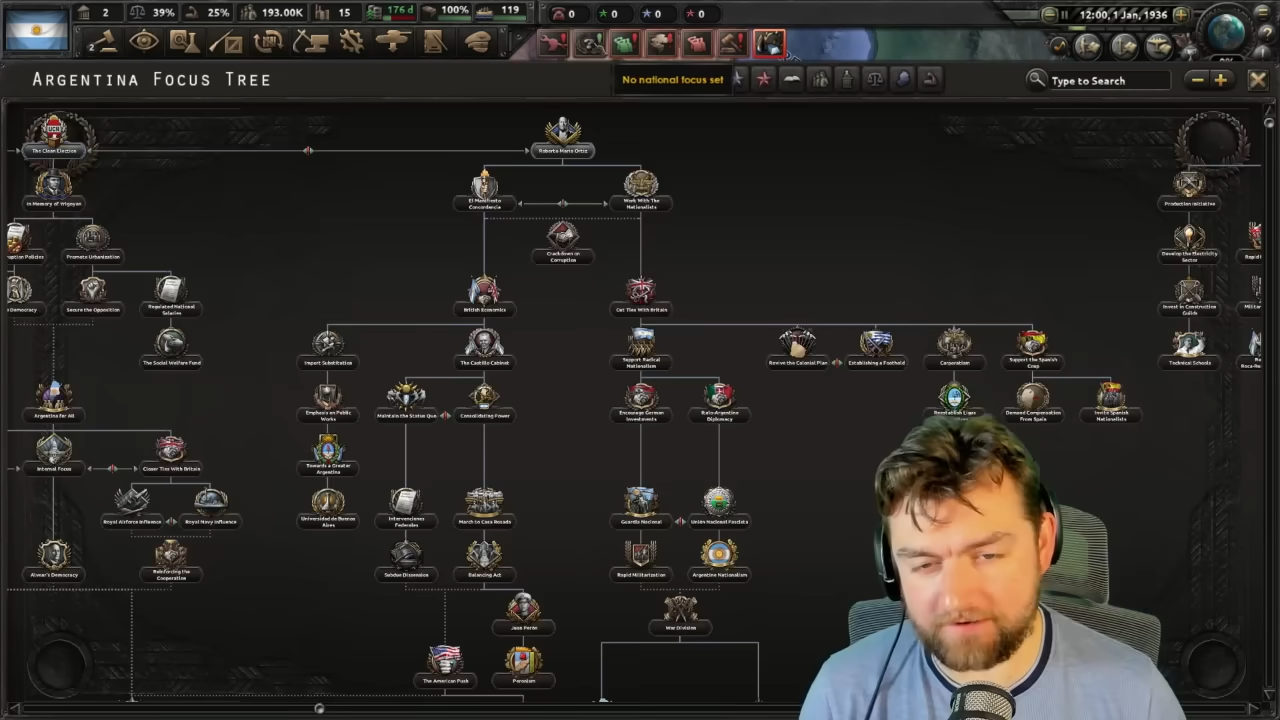 2
39%
25%
193.00K
15
176 d
100%
119
0
0
0
0
12:00, 1 Jan, 1936
2
ARGENTINA FOCUS TREE
No national focus set
Type to Search
UCR
The Clean Election
Roberto Maria Ortiz
In Memory of Yrigoyen
El Manifiesto
Concordancia
Work With The
Nationalists
Production Initiative
Policies
Promote Urbanization
Crackdown on
Corruption
Develop the Electricity
Sector
Democracy
Secure the Opposition
Regulated National
Salaries
British Economics
Cut Ties With Britain
Invest in Construction
Guilds
The Social Welfare Fund
Import Substitution
The Castillo Cabinet
Support Radical
Nationalism
Revive the Colonial Plan
Establishing a Foothold
Corporatism
Support the Spanish
Coup
Technical Schools
Argentina For All
Emphasis on Public
Works
Maintain the Status Quo
Consolidating Power
Encourage German
Investments
Italo-Argentine
Diplomacy
Demand Compensation
From Spain
Invite Spanish
Nationalists
Internal Focus
Closer Ties With Britain
Towards a Greater
Argentina
Royal Airforce Influence
Royal Navy Influence
Universidad de Buenos
Aires
Intervenciones
Federales
March to Casa Rosada
Guardia Nacional
Union Nacional Fascista
Alvear's Democracy
Reinforcing the
Cooperation
Subdue Dissension
Balancing Act
Rapid Militarization
Argentine Nationalism
Juan Perón
War Division
The American Push
Peronism